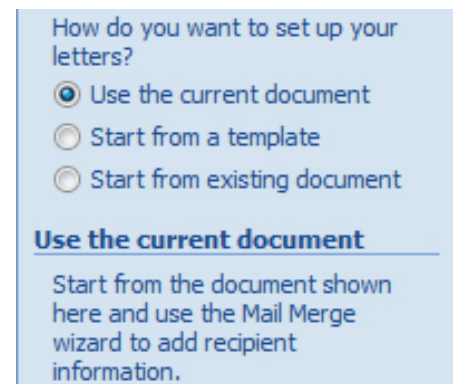 How do you want to set up your
letters?
Use the current document
Start from a template
Start from existing document
Use the current document
Start from the document shown
here and use the Mail Merge
wizard to add recipient
information.